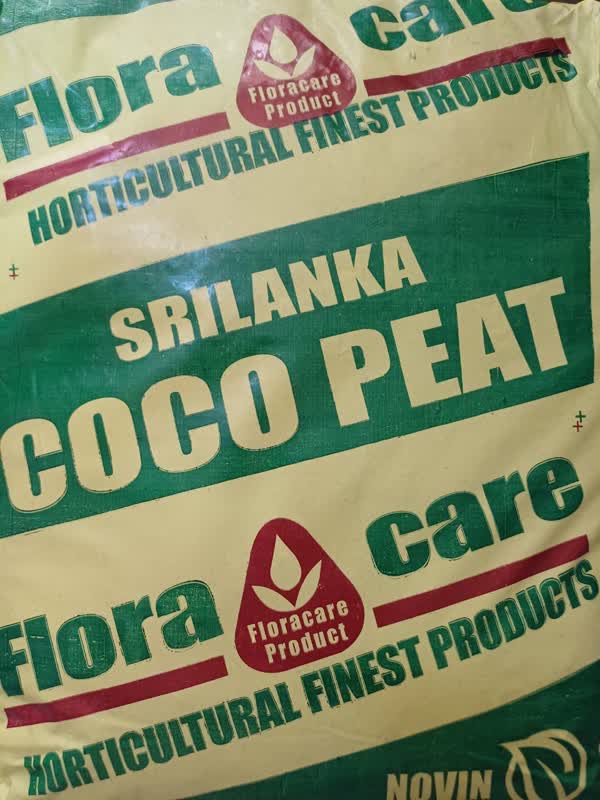 Flora care
Floracare
Product
HORTICULTURAL FINEST PRODUCTS
SRILANKA
COCO PEAT
Flora care
Floracare
Product
HORTICULTURAL FINEST PRODUCTS
NOVIN